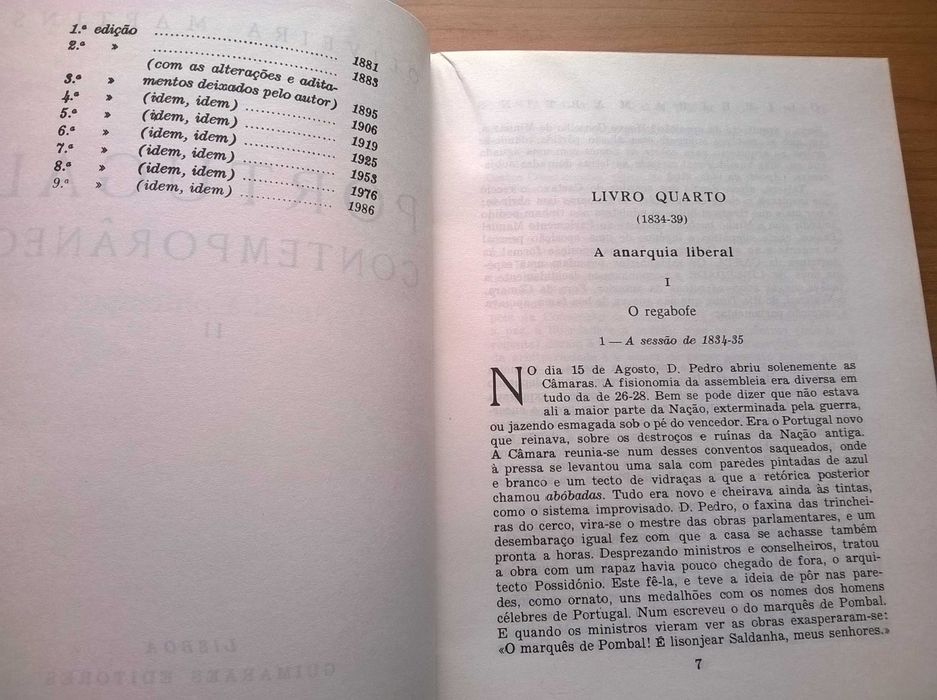 1.ª edição .................................. 1881
2.ª » .................................. 1883
(com as alterações e adita-
3.ª » mentos deixados pelo autor) 1895
4.ª » (idem, idem) .................. 1906
5.ª » (idem, idem) .................. 1919
6.ª » (idem, idem) .................. 1925
7.ª » (idem, idem) .................. 1953
8.ª » (idem, idem) .................. 1976
9.ª » (idem, idem) .................. 1986
PORTUGAL
CONTEMPORÂNEO
II
LISBOA
GUIMARÃES EDITORES
LIVRO QUARTO
(1834-39)
A anarquia liberal
I
O regabofe
1 — A sessão de 1834-35
NO dia 15 de Agosto, D. Pedro abriu solenemente as
Câmaras. A fisionomia da assembleia era diversa em
tudo da de 26-28. Bem se pode dizer que não estava
ali a maior parte da Nação, exterminada pela guerra,
ou jazendo esmagada sob o pé do vencedor. Era o Portugal novo
que reinava, sobre os destroços e ruínas da Nação antiga.
A Câmara reunia-se num desses conventos saqueados, onde
à pressa se levantou uma sala com paredes pintadas de azul
e branco e um tecto de vidraças a que a retórica posterior
chamou abóbadas. Tudo era novo e cheirava ainda às tintas,
como o sistema improvisado. D. Pedro, o faxina das trinchei-
ras do cerco, vira-se o mestre das obras parlamentares, e um
desembaraço igual fez com que a casa se achasse também
pronta a horas. Desprezando ministros e conselheiros, tratou
a obra com um rapaz havia pouco chegado de fora, o arqui-
tecto Possidónio. Este fê-la, e teve a ideia de pôr nas pare-
des, como ornato, uns medalhões com os nomes dos homens
célebres de Portugal. Num escreveu o do marquês de Pombal.
E quando os ministros vieram ver as obras exasperaram-se:
«O marquês de Pombal! É lisonjear Saldanha, meus senhores.»
7